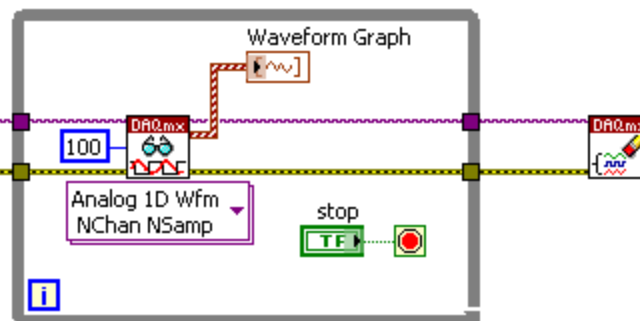 Waveform Graph
DAQmx
DAQmx
100
Analog 1D Wfm
NChan NSamp
stop
TF
i